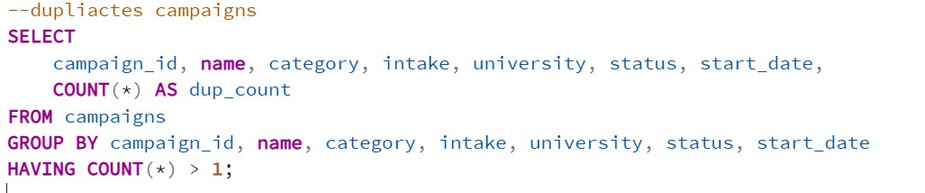 --dupliactes campaigns
SELECT
campaign_id, name, category, intake, university, status, start_date,
COUNT(*) AS dup_count
FROM campaigns
GROUP BY campaign_id, name, category, intake, university, status, start_date
HAVING COUNT(*) > 1;